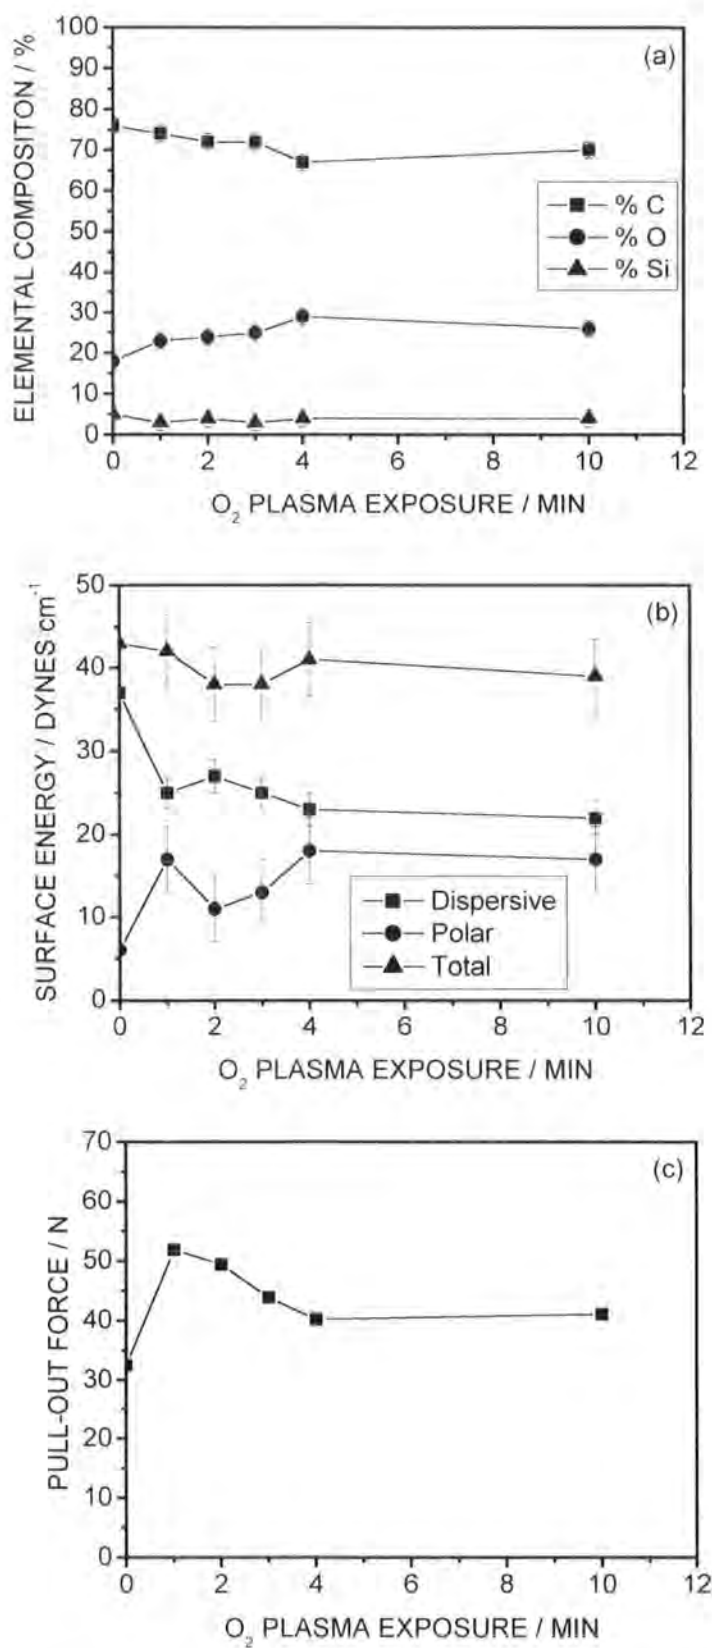 (a)
ELEMENTAL COMPOSITON / %
100
90
80
70
60
50
40
30
20
10
0
% C
% O
% Si
0 2 4 6 8 10 12
O₂ PLASMA EXPOSURE / MIN
(b)
SURFACE ENERGY / DYNES cm⁻¹
50
40
30
20
10
0
Dispersive
Polar
Total
0 2 4 6 8 10 12
O₂ PLASMA EXPOSURE / MIN
(c)
PULL-OUT FORCE / N
70
60
50
40
30
20
10
0
0 2 4 6 8 10 12
O₂ PLASMA EXPOSURE / MIN